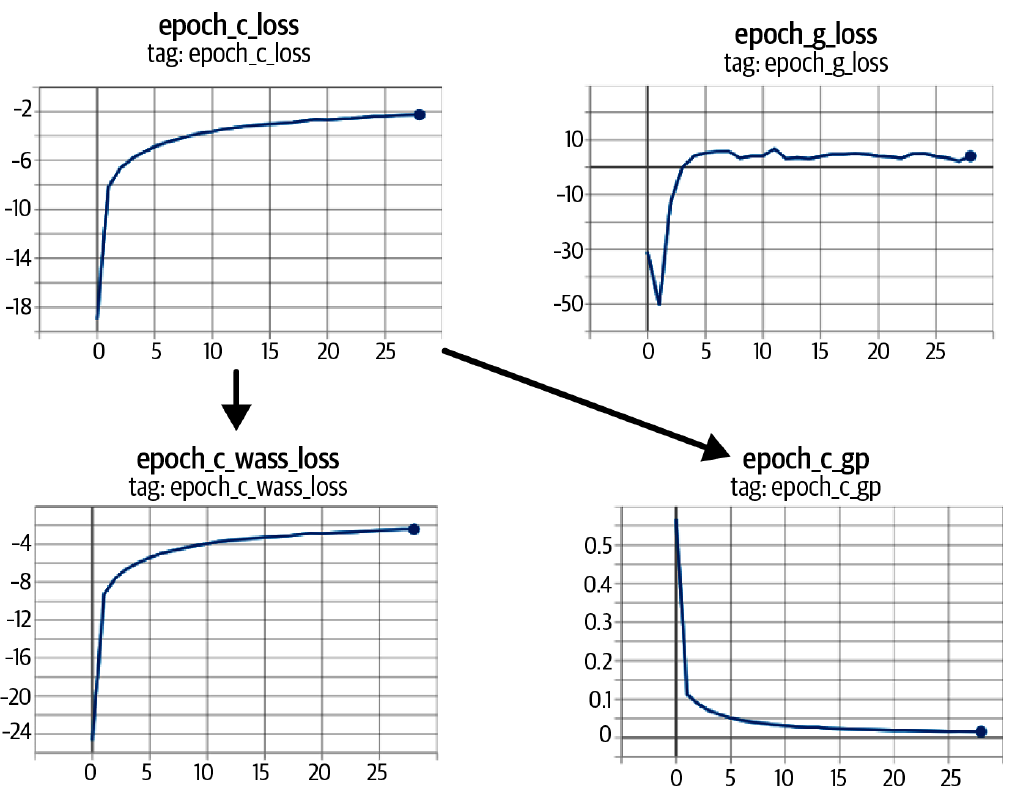 epoch_c_loss
tag: epoch_c_loss
−2
−6
−10
−14
−18
0 5 10 15 20 25
epoch_g_loss
tag: epoch_g_loss
10
−10
−30
−50
0 5 10 15 20 25
epoch_c_wass_loss
tag: epoch_c_wass_loss
−4
−8
−12
−16
−20
−24
0 5 10 15 20 25
epoch_c_gp
tag: epoch_c_gp
0.5
0.4
0.3
0.2
0.1
0
0 5 10 15 20 25